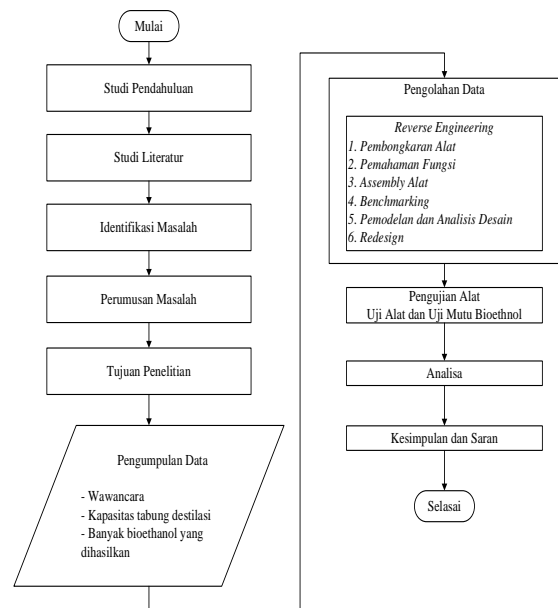 Mulai
Studi Pendahuluan
Studi Literatur
Identifikasi Masalah
Perumusan Masalah
Tujuan Penelitian
Pengumpulan Data
- Wawancara
- Kapasitas tabung destilasi
- Banyak bioethanol yang
dihasilkan
Pengolahan Data
Reverse Engineering
1. Pembongkaran Alat
2. Pemahaman Fungsi
3. Assembly Alat
4. Benchmarking
5. Pemodelan dan Analisis Desain
6. Redesign
Pengujian Alat
Uji Alat dan Uji Mutu Bioethnol
Analisa
Kesimpulan dan Saran
Selasai